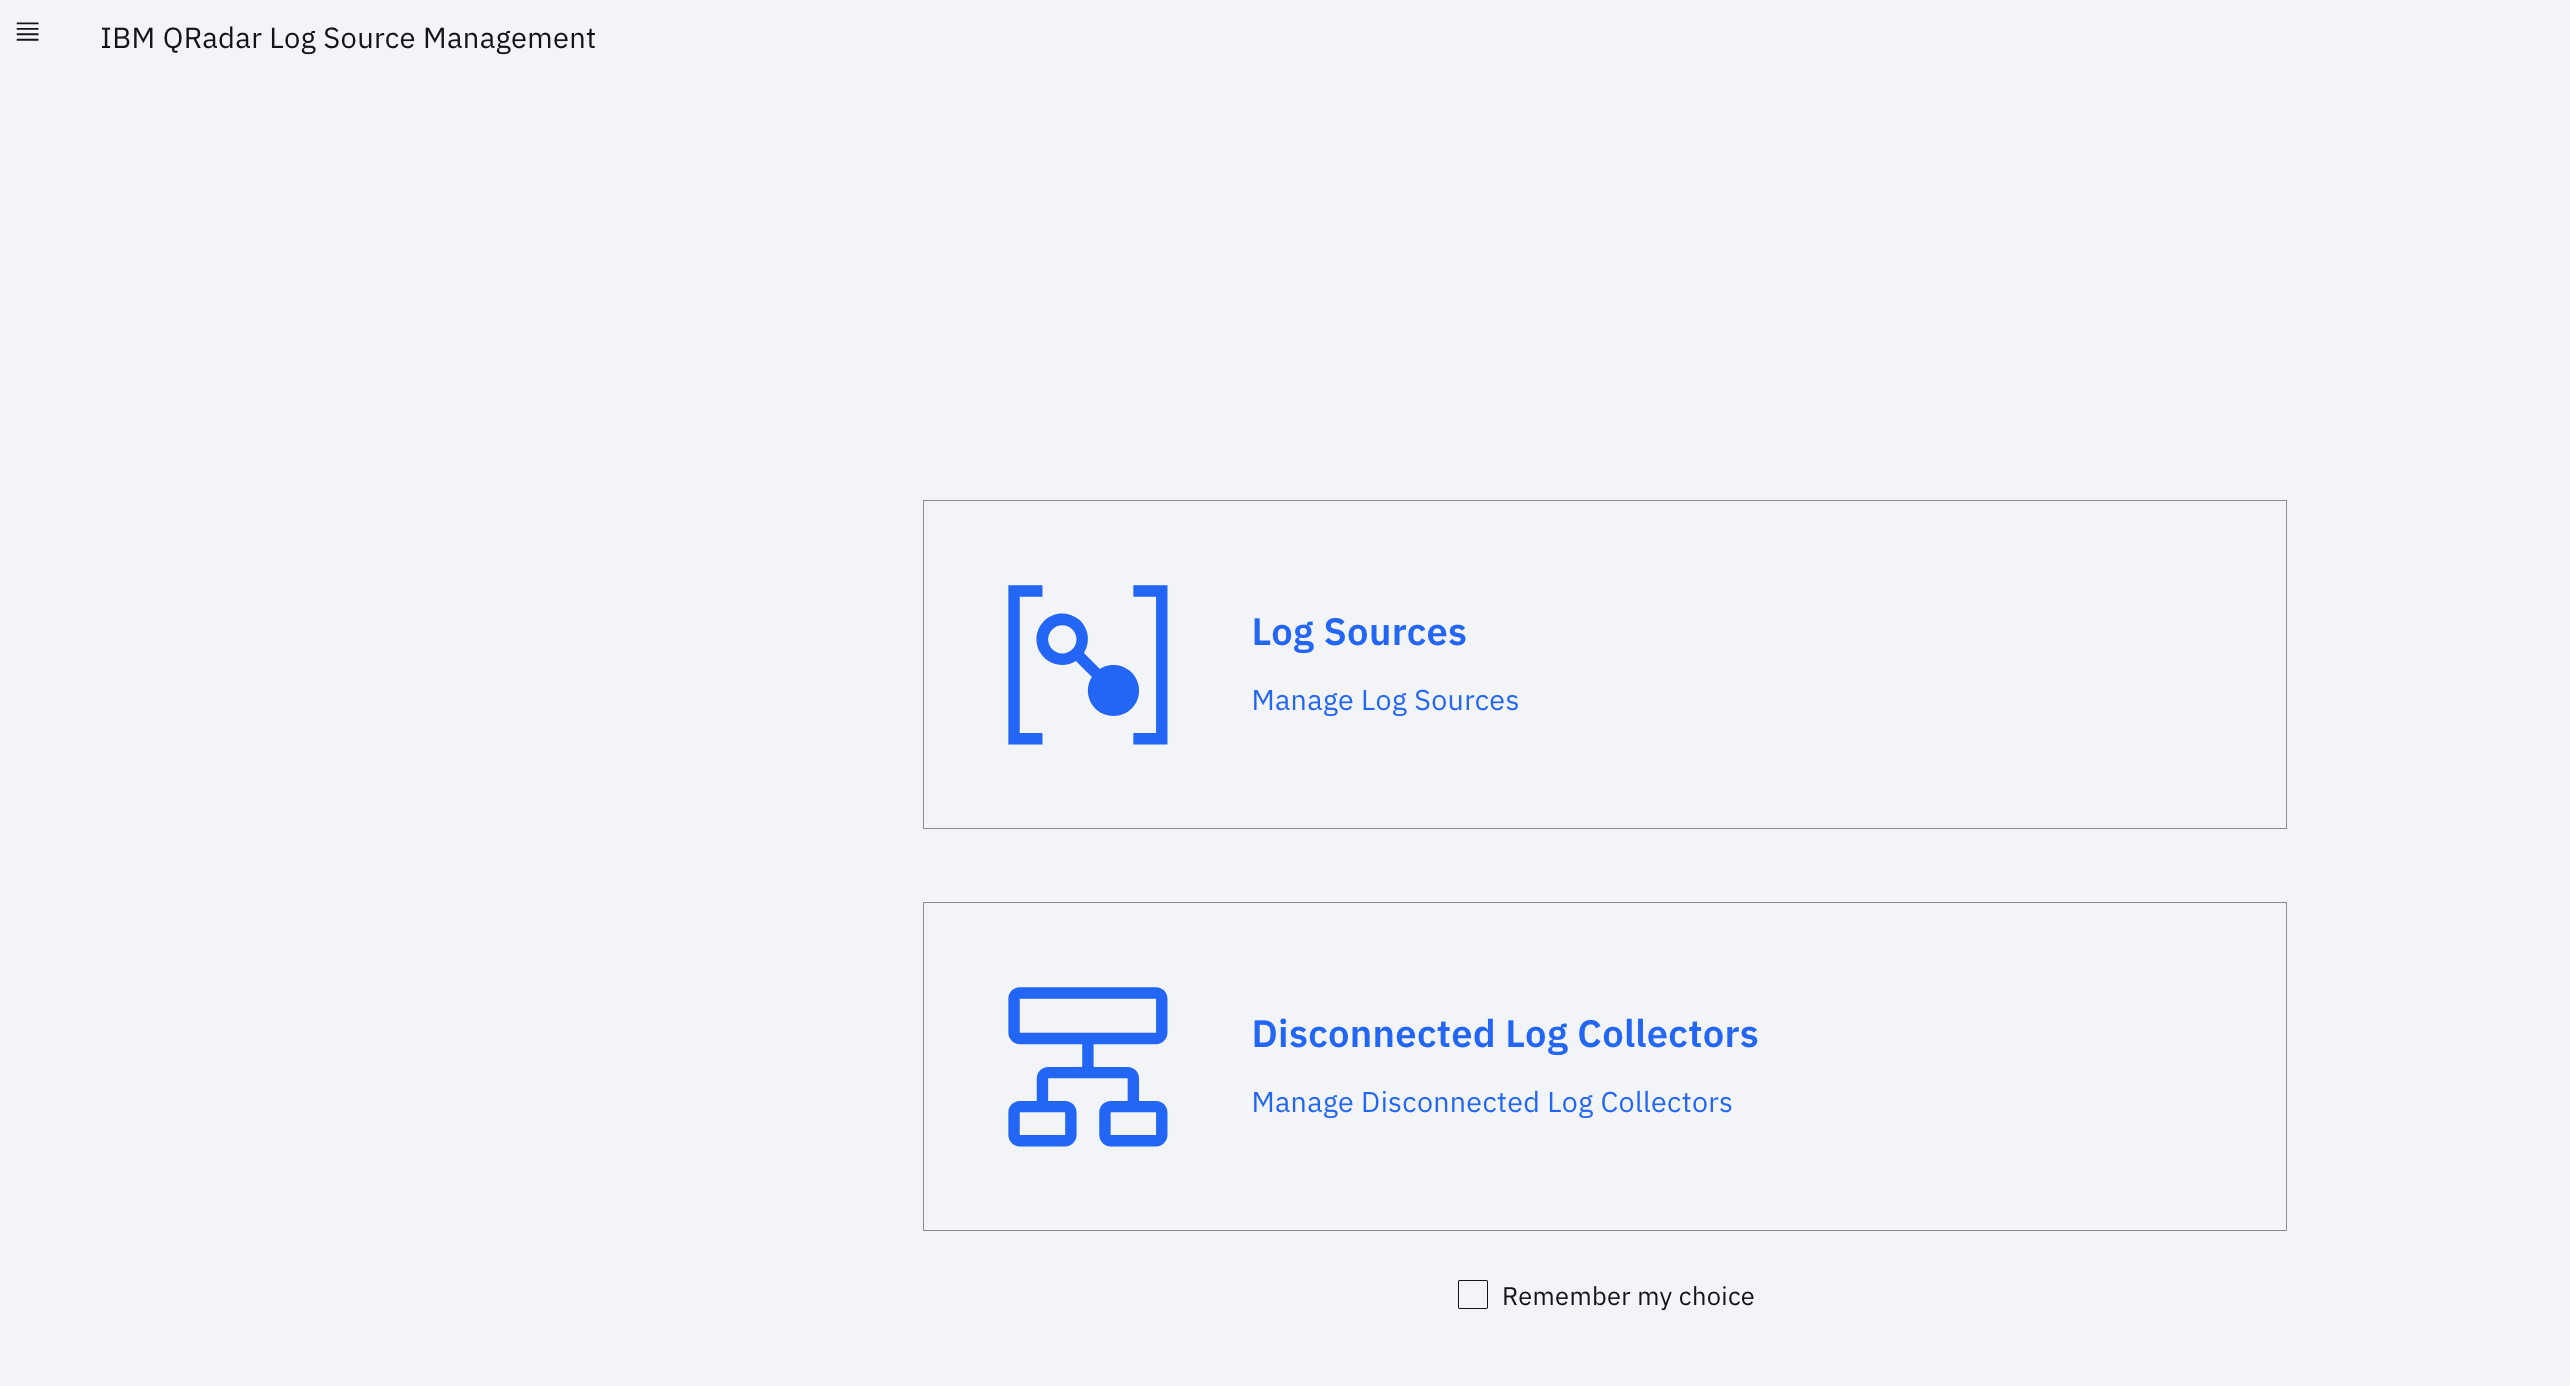 IBM QRadar Log Source Management
Log Sources
Manage Log Sources
Disconnected Log Collectors
Manage Disconnected Log Collectors
Remember my choice